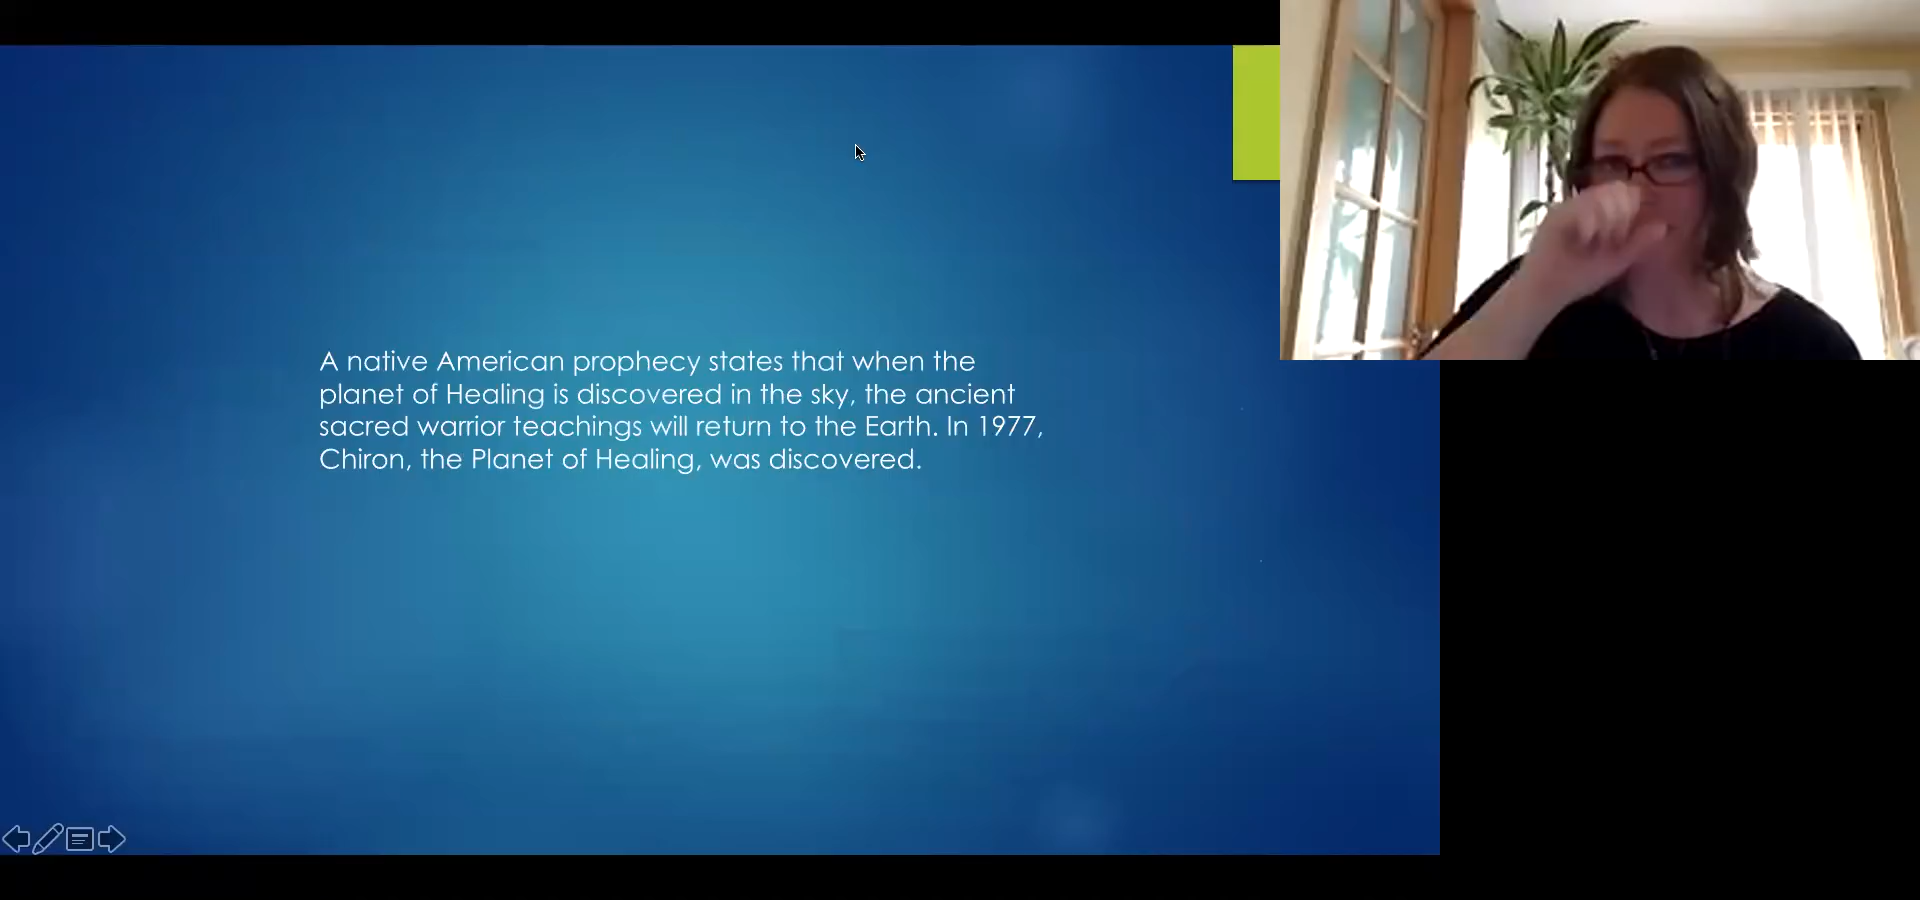 A native American prophecy states that when the
planet of Healing is discovered in the sky, the ancient
sacred warrior teachings will return to the Earth. In 1977,
Chiron, the Planet of Healing, was discovered.